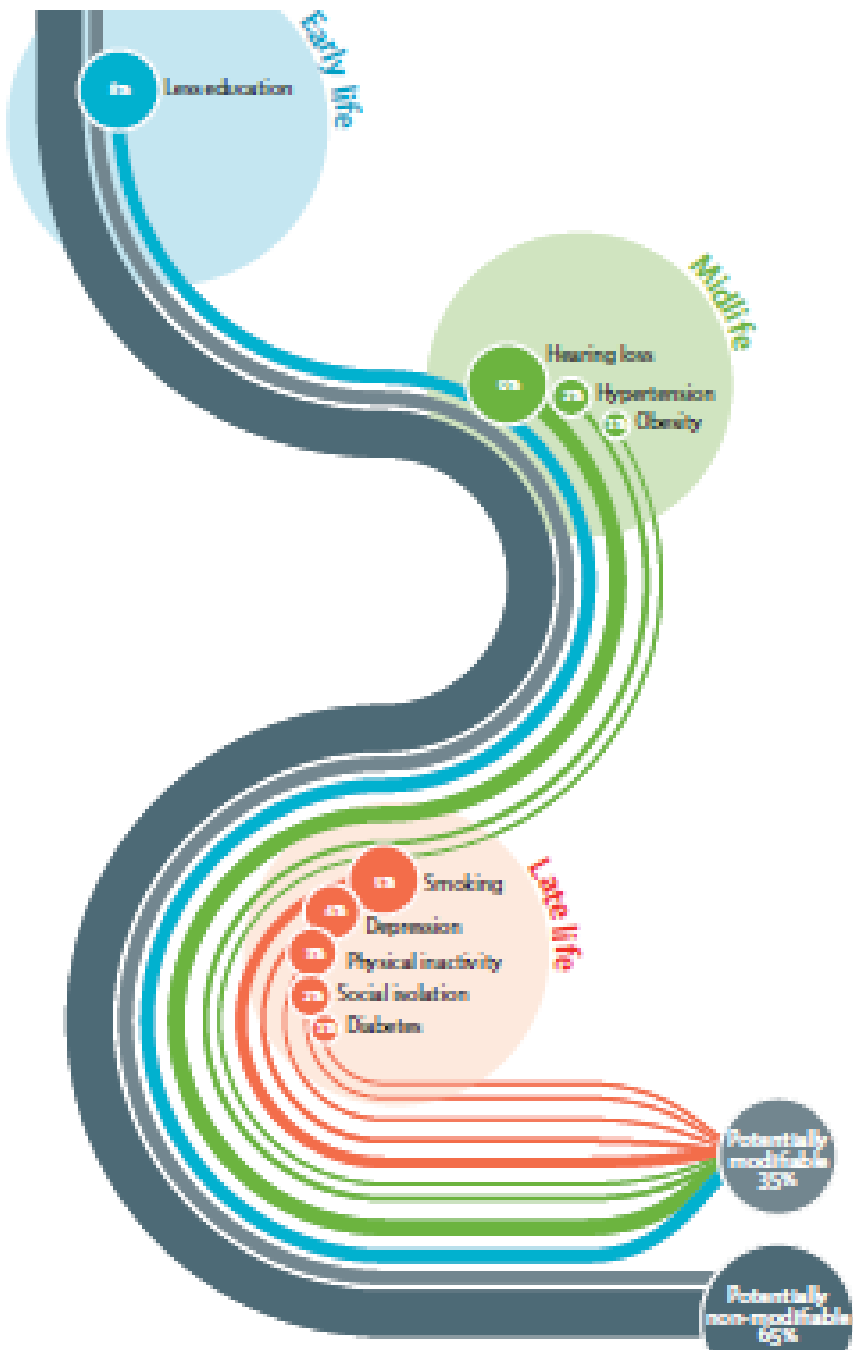 Early life
Less education
Midlife
Hearing loss
Hypertension
Obesity
Late life
Smoking
Depression
Physical inactivity
Social isolation
Diabetes
Potentially
modifiable
35%
Potentially
non-modifiable
65%